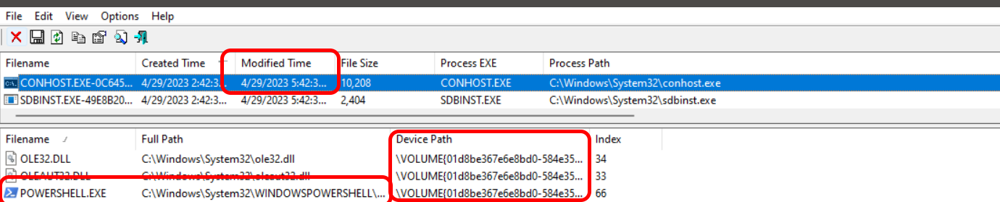 File Edit View Options Help
Filename Created Time Modified Time File Size Process EXE Process Path
CONHOST.EXE-0C645... 4/29/2023 2:42:3... 4/29/2023 5:42:3... 10,208 CONHOST.EXE C:\Windows\System32\conhost.exe
SDBINST.EXE-49E8B20... 4/29/2023 2:42:3... 4/29/2023 5:42:3... 2,404 SDBINST.EXE C:\Windows\System32\sdbinst.exe
Filename Full Path Device Path Index
OLE32.DLL C:\Windows\System32\ole32.dll \VOLUME{01d8be367e6e8bd0-584e35... 34
OLEAUT32.DLL C:\Windows\System32\oleaut32.dll \VOLUME{01d8be367e6e8bd0-584e35... 33
POWERSHELL.EXE C:\Windows\System32\WINDOWSPOWERSHELL\... \VOLUME{01d8be367e6e8bd0-584e35... 66